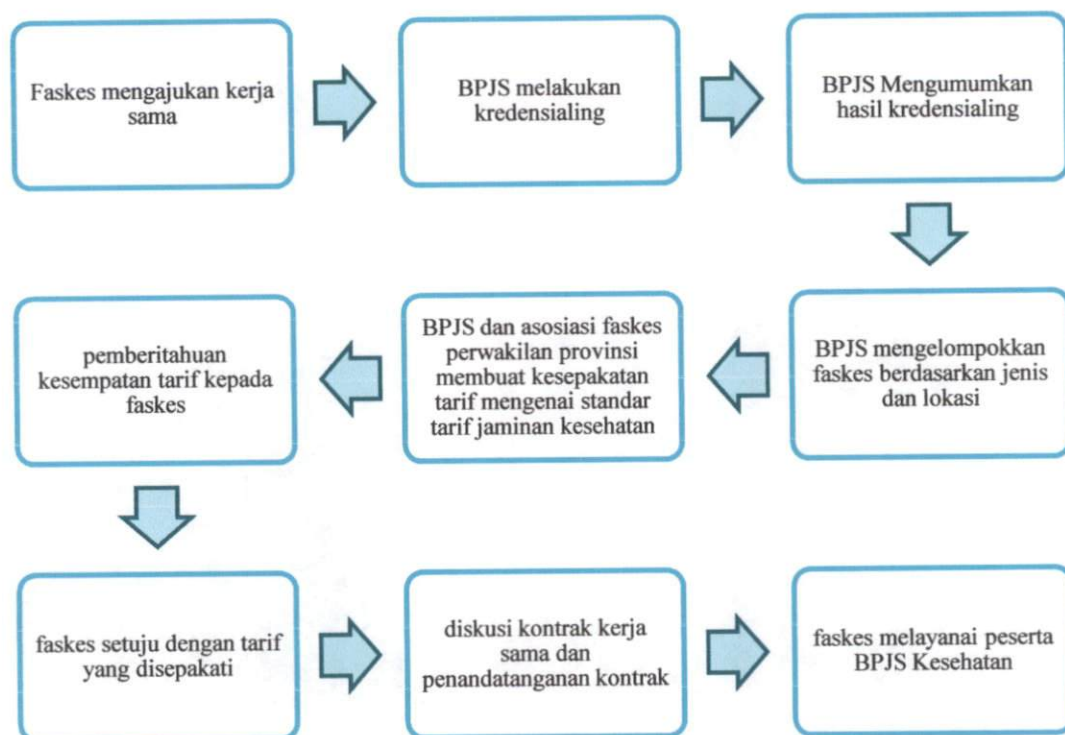 Faskes mengajukan kerja
sama
BPJS melakukan
kredensialing
BPJS Mengumumkan
hasil kredensialing
BPJS mengelompokkan
faskes berdasarkan jenis
dan lokasi
BPJS dan asosiasi faskes
perwakilan provinsi
membuat kesepakatan
tarif mengenai standar
tarif jaminan kesehatan
pemberitahuan
kesempatan tarif kepada
faskes
faskes setuju dengan tarif
yang disepakati
diskusi kontrak kerja
sama dan
penandatanganan kontrak
faskes melayanai peserta
BPJS Kesehatan